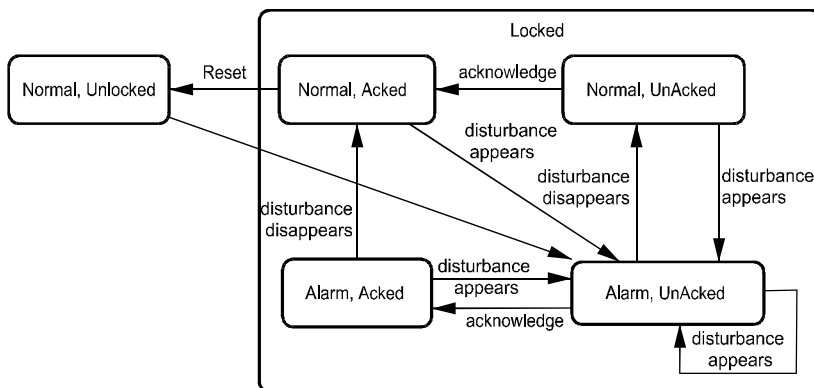 Locked
Reset
Normal, Unlocked
Normal, Acked
acknowledge
Normal, UnAcked
disturbance
appears
disturbance
disappears
disturbance
disappears
disturbance
appears
Alarm, Acked
disturbance
appears
acknowledge
Alarm, UnAcked
disturbance
appears